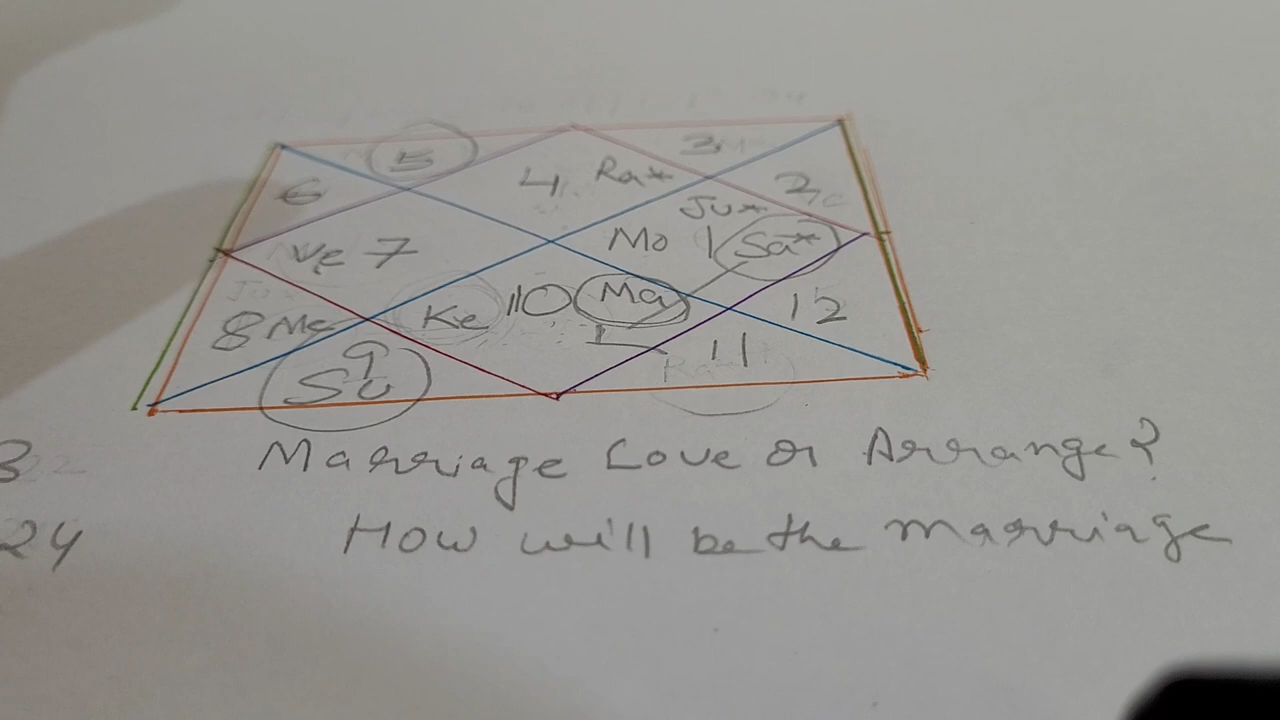 5
3
6
4 Ra*
2
Ju*
Ve 7
Mo 1 Sa*
Ke 10 Ma
12
8 Me
11
9
Su
Marriage Love or Arrange?
24 How will be the marriage